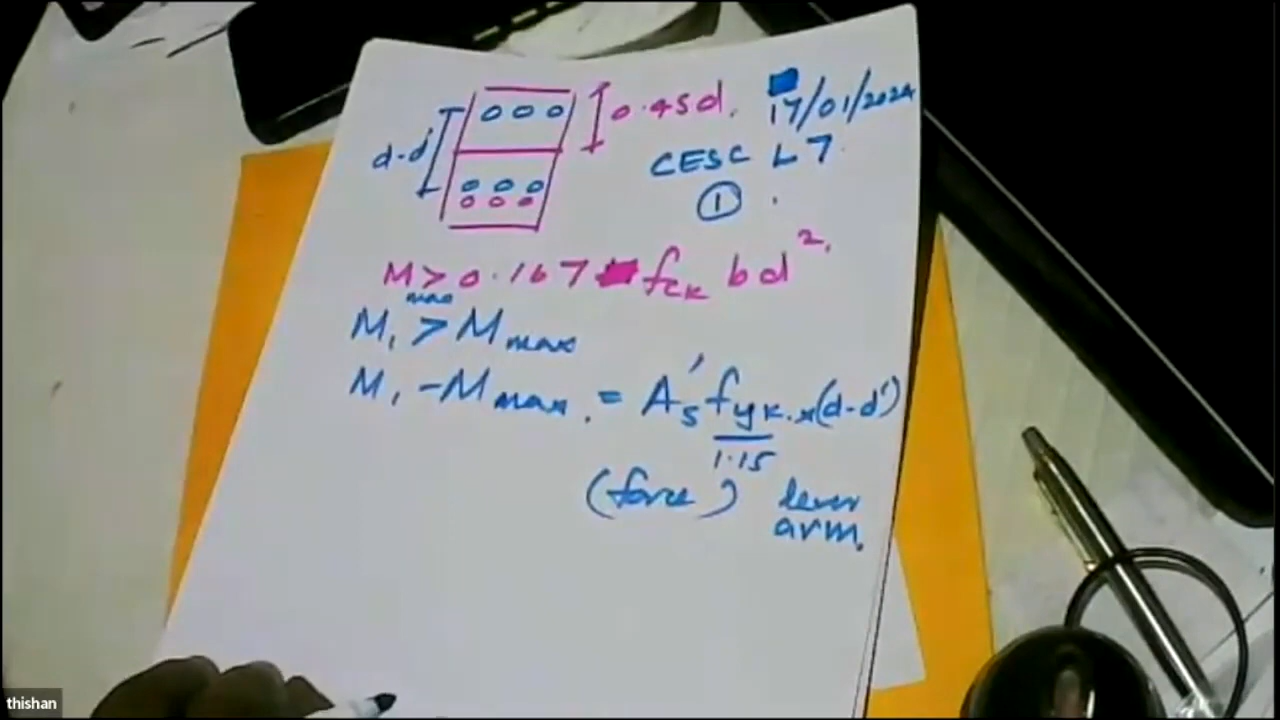 0.45d. 17/01/2024
d-d'
CESC L7
①
M > 0.167 fck bd².
max
M₁ > Mmax
M₁ - Mmax. = As' fyk. x(d-d')
1.15
(force) lever
arm.
thishan